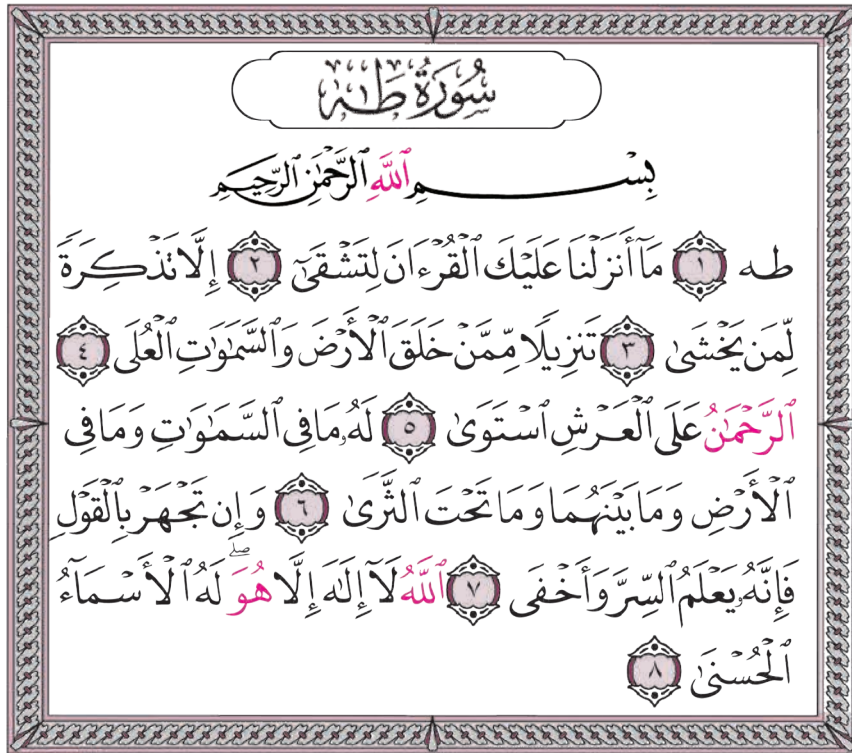 سُورَةُ طه
بِسْمِ ٱللَّهِ ٱلرَّحْمَٰنِ ٱلرَّحِيمِ
طه ١ مَآ أَنزَلْنَا عَلَيْكَ ٱلْقُرْءَانَ لِتَشْقَىٰٓ ٢ إِلَّا تَذْكِرَةً
لِّمَن يَخْشَىٰ ٣ تَنزِيلًا مِّمَّنْ خَلَقَ ٱلْأَرْضَ وَٱلسَّمَٰوَٰتِ ٱلْعُلَى ٤
ٱلرَّحْمَٰنُ عَلَى ٱلْعَرْشِ ٱسْتَوَىٰ ٥ لَهُۥ مَا فِى ٱلسَّمَٰوَٰتِ وَمَا فِى
ٱلْأَرْضِ وَمَا بَيْنَهُمَا وَمَا تَحْتَ ٱلثَّرَىٰ ٦ وَإِن تَجْهَرْ بِٱلْقَوْلِ
فَإِنَّهُۥ يَعْلَمُ ٱلسِّرَّ وَأَخْفَى ٧ ٱللَّهُ لَآ إِلَٰهَ إِلَّا هُوَ ۖ لَهُ ٱلْأَسْمَآءُ
ٱلْحُسْنَىٰ ٨